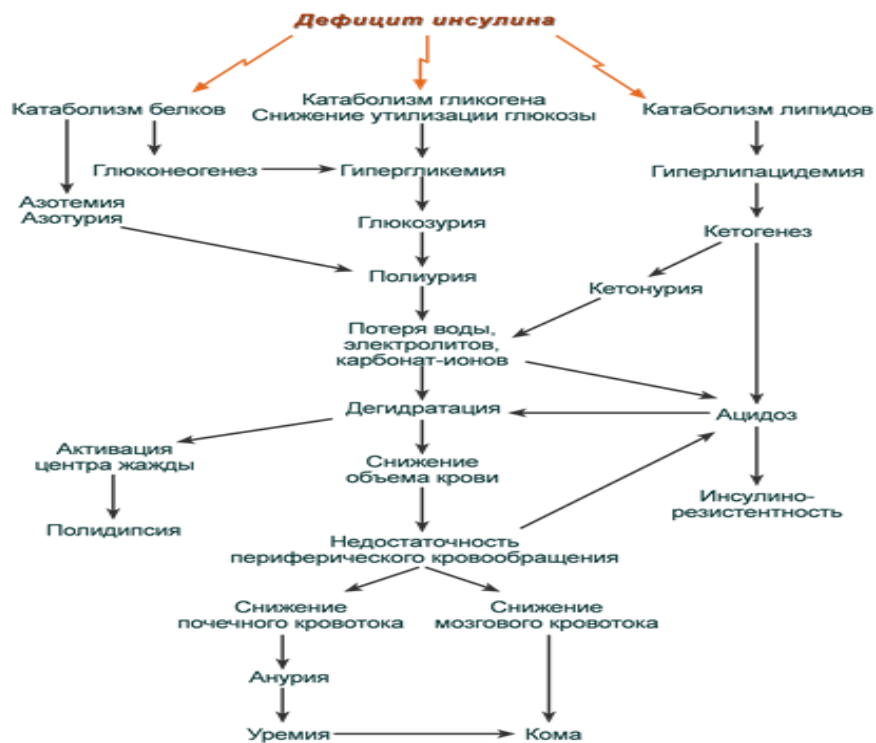 Дефицит инсулина
Катаболизм белков
Катаболизм гликогена
Снижение утилизации глюкозы
Катаболизм липидов
Глюконеогенез
Гипергликемия
Гиперлипацидемия
Азотемия
Азотурия
Глюкозурия
Кетогенез
Полиурия
Кетонурия
Потеря воды,
электролитов,
карбонат-ионов
Дегидратация
Ацидоз
Активация
центра жажды
Снижение
объема крови
Инсулино-
резистентность
Полидипсия
Недостаточность
периферического кровообращения
Снижение
почечного кровотока
Снижение
мозгового кровотока
Анурия
Уремия
Кома